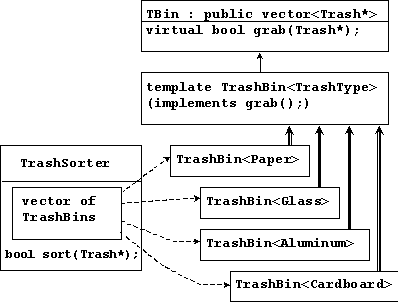 TBin : public vector<Trash*>
virtual bool grab(Trash*);
template TrashBin<TrashType>
(implements grab();)
TrashSorter
vector of
TrashBins
bool sort(Trash*);
TrashBin<Paper>
TrashBin<Glass>
TrashBin<Aluminum>
TrashBin<Cardboard>